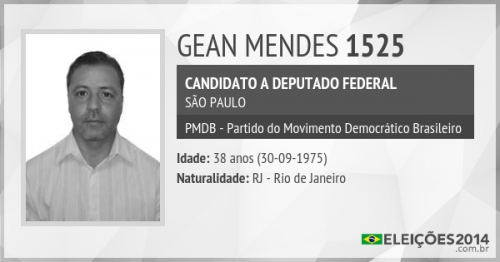 GEAN MENDES 1525
CANDIDATO A DEPUTADO FEDERAL
SÃO PAULO
PMDB - Partido do Movimento Democrático Brasileiro
Idade: 38 anos (30-09-1975)
Naturalidade: RJ - Rio de Janeiro
ELEIÇÕES2014
.com.br